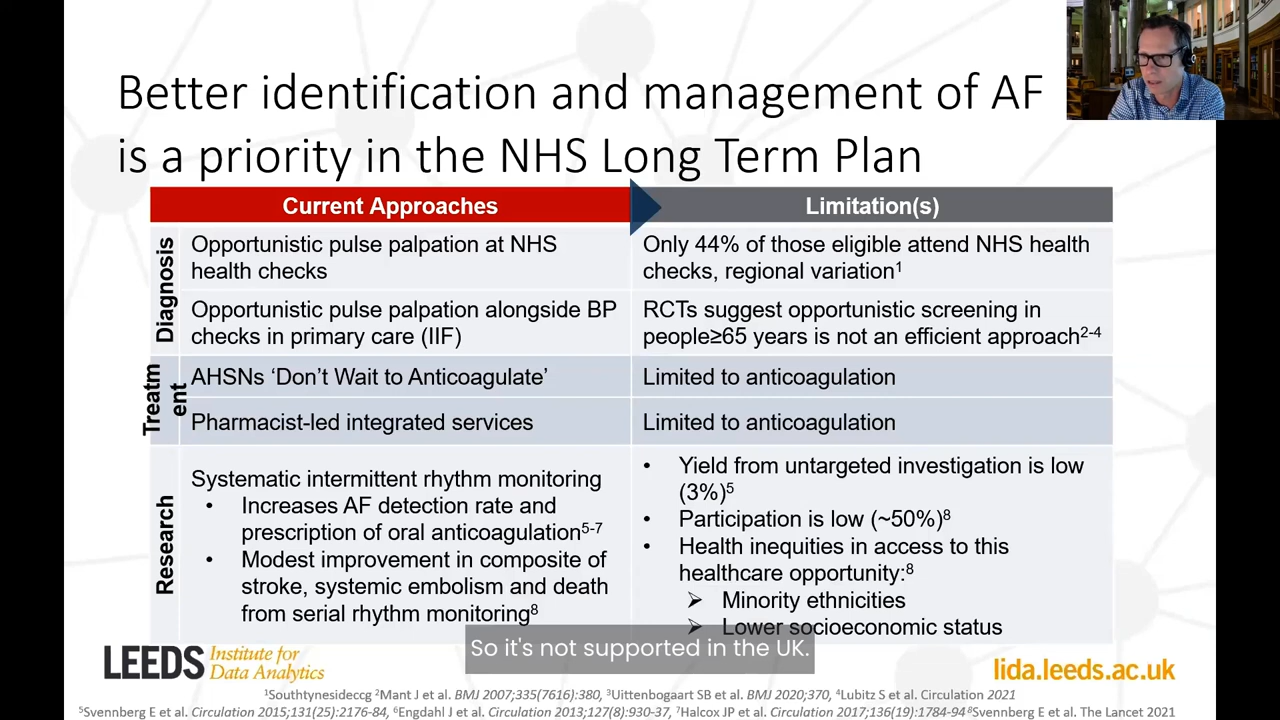 Better identification and management of AF
is a priority in the NHS Long Term Plan
Current Approaches
Limitation(s)
Diagnosis
Opportunistic pulse palpation at NHS
health checks
Only 44% of those eligible attend NHS health
checks, regional variation1
Opportunistic pulse palpation alongside BP
checks in primary care (IIF)
RCTs suggest opportunistic screening in
people≥65 years is not an efficient approach2-4
Treatm
ent
AHSNs ‘Don’t Wait to Anticoagulate’
Limited to anticoagulation
Pharmacist-led integrated services
Limited to anticoagulation
Research
Systematic intermittent rhythm monitoring
• Increases AF detection rate and
prescription of oral anticoagulation5-7
• Modest improvement in composite of
stroke, systemic embolism and death
from serial rhythm monitoring8
• Yield from untargeted investigation is low
(3%)5
• Participation is low (~50%)8
• Health inequities in access to this
healthcare opportunity:8
➢ Minority ethnicities
➢ Lower socioeconomic status
So it's not supported in the UK.
LEEDS Institute for
Data Analytics
lida.leeds.ac.uk
1Southtynesideccg 2Mant J et al. BMJ 2007;335(7616):380, 3Uittenbogaart SB et al. BMJ 2020;370, 4Lubitz S et al. Circulation 2021
5Svennberg E et al. Circulation 2015;131(25):2176-84, 6Engdahl J et al. Circulation 2013;127(8):930-37, 7Halcox JP et al. Circulation 2017;136(19):1784-94 8Svennberg E et al. The Lancet 2021